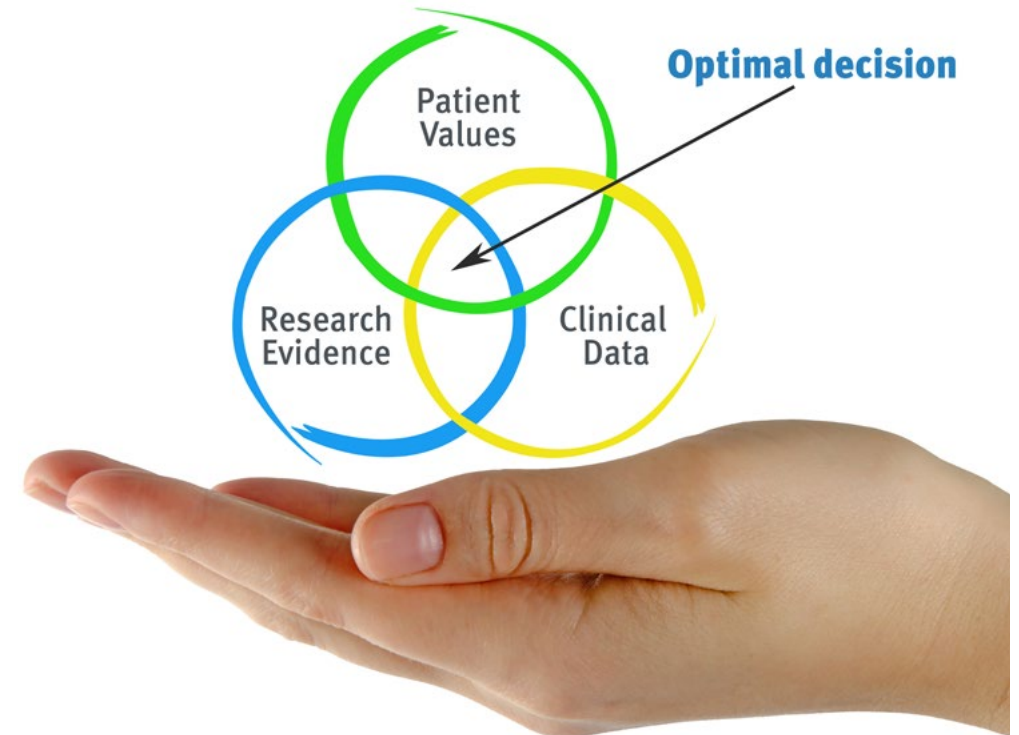 Optimal decision
Patient
Values
Research
Evidence
Clinical
Data